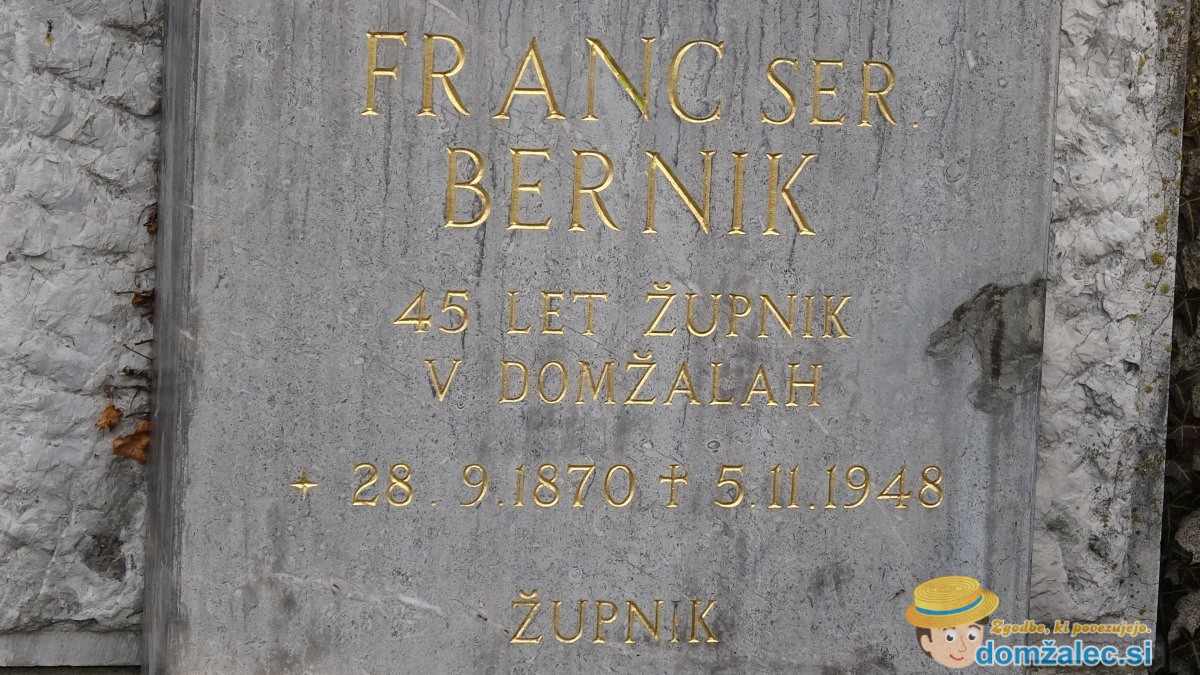 FRANC SER.
BERNIK
45 LET ŽUPNIK
V DOMŽALAH
+ 28.9.1870 † 5.11.1948
ŽUPNIK
Zgodbe, ki povezujejo.
domžalec.si